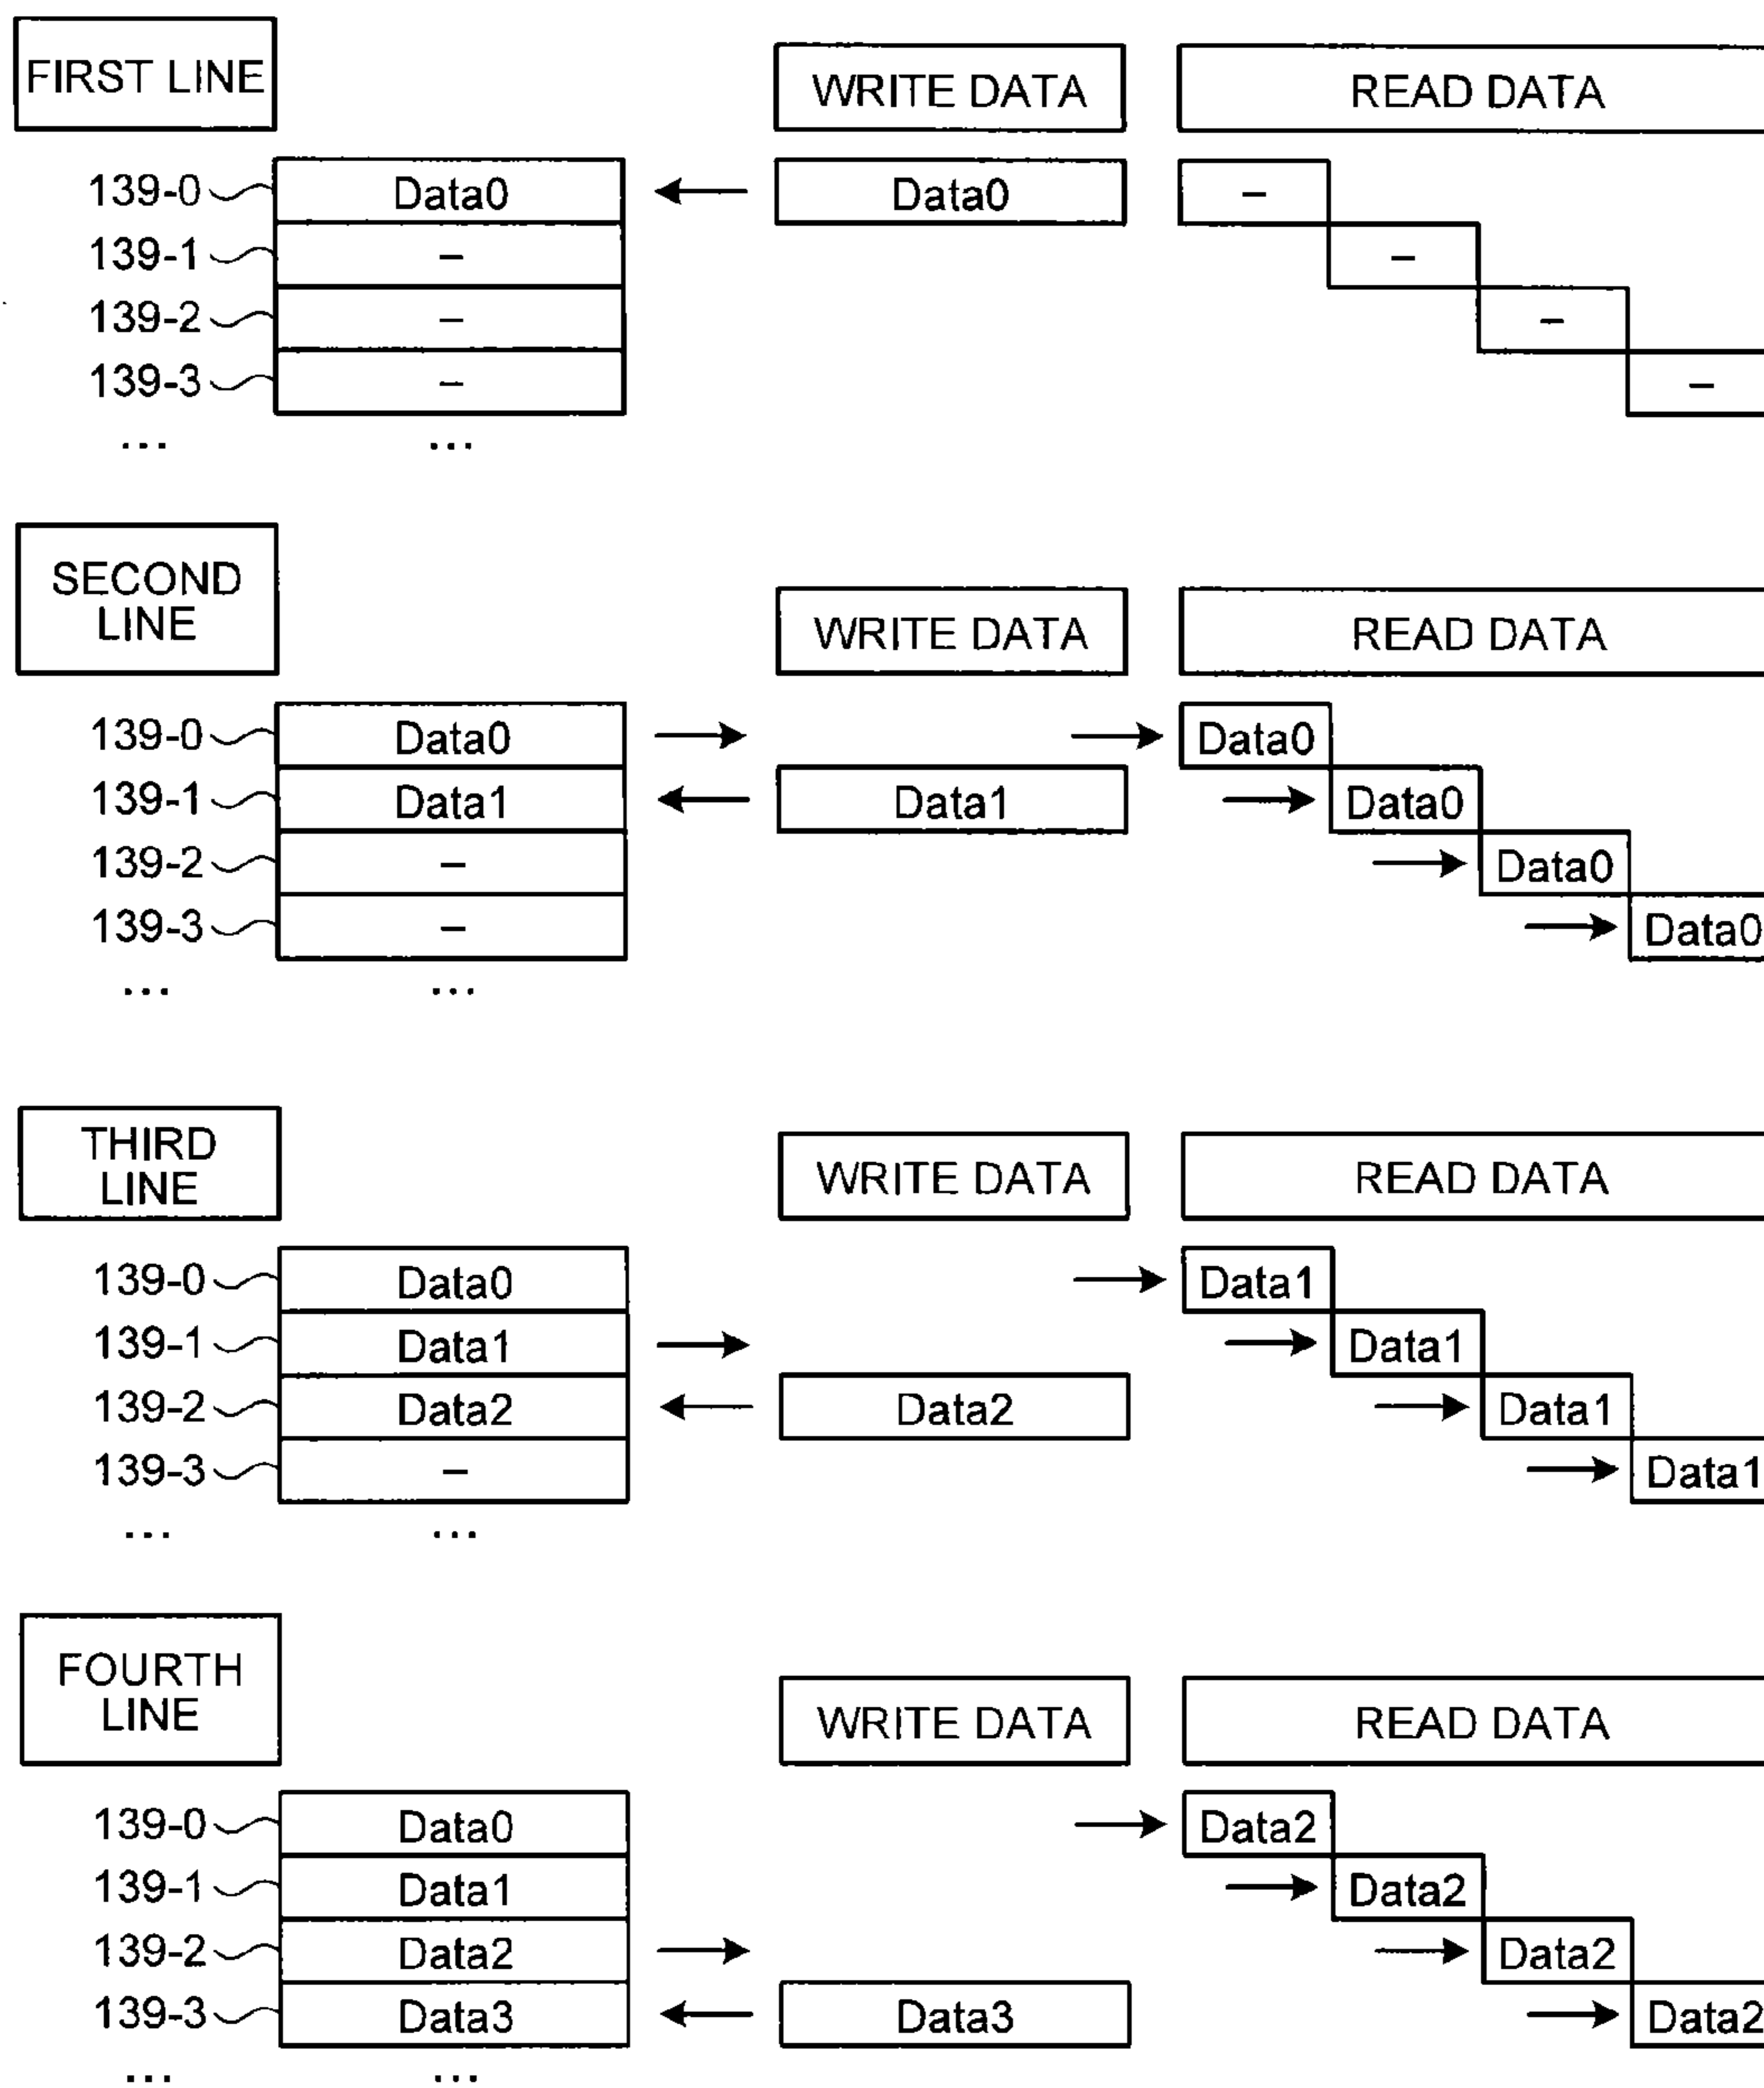 FIRST LINE
WRITE DATA READ DATA
139-0 Data0 Data0 –
139-1 – –
139-2 – –
139-3 – –
... ...
SECOND
LINE
WRITE DATA READ DATA
139-0 Data0 Data0
139-1 Data1 Data1 Data0
139-2 – Data0
139-3 – Data0
... ...
THIRD
LINE
WRITE DATA READ DATA
139-0 Data0 Data1
139-1 Data1 Data1
139-2 Data2 Data2 Data1
139-3 – Data1
... ...
FOURTH
LINE
WRITE DATA READ DATA
139-0 Data0 Data2
139-1 Data1 Data2
139-2 Data2 Data2
139-3 Data3 Data3 Data2
... ...